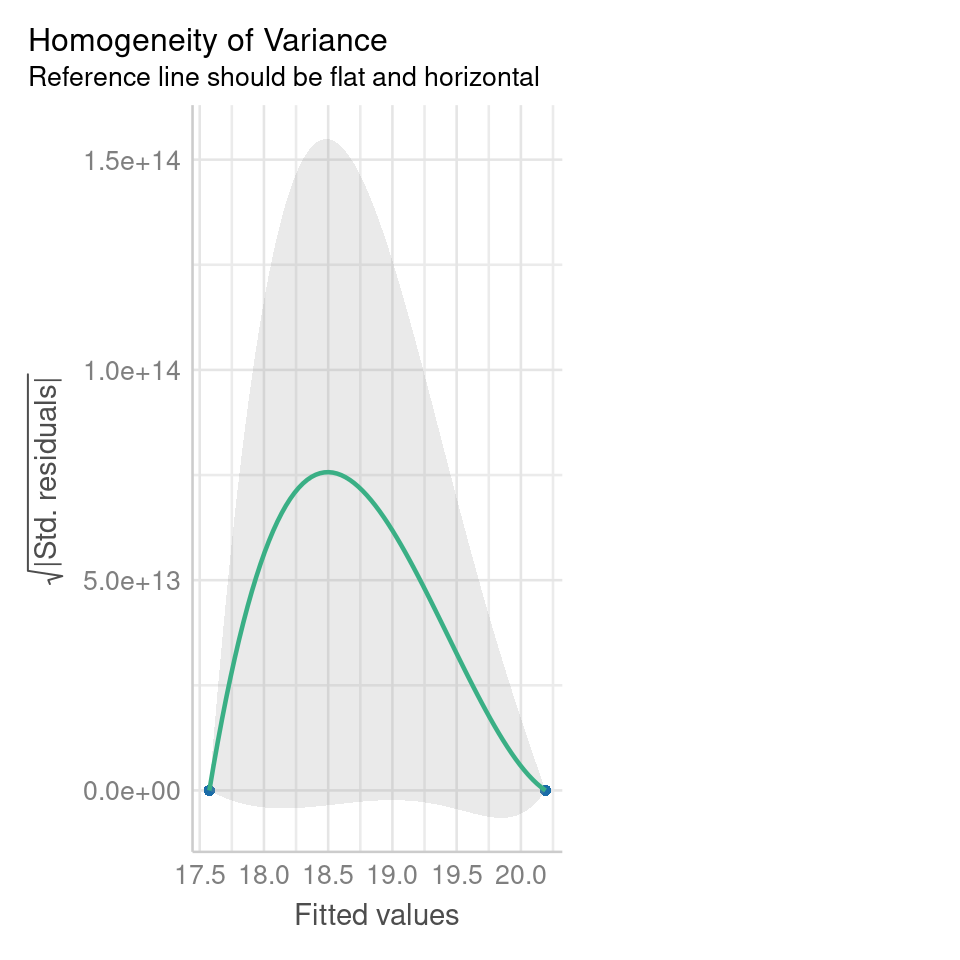 Homogeneity of Variance
Reference line should be flat and horizontal
1.5e+14
1.0e+14
5.0e+13
0.0e+00
√|Std. residuals|
17.5 18.0 18.5 19.0 19.5 20.0
Fitted values